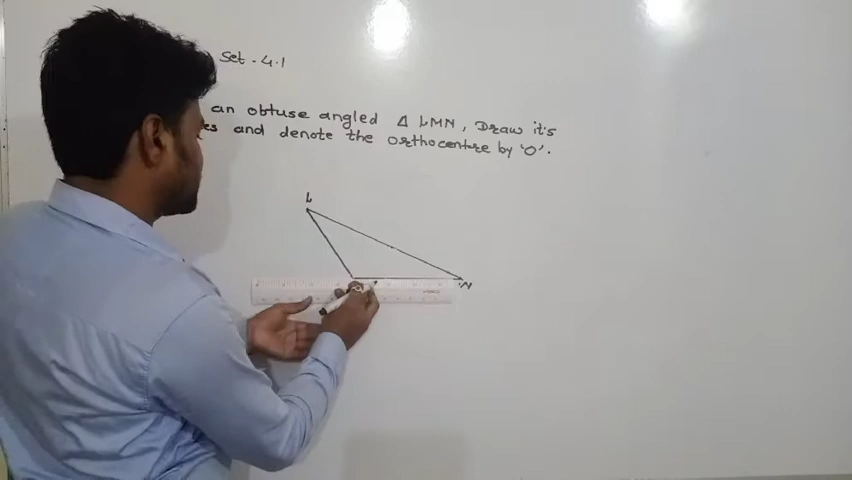 Set. 4.1
an obtuse angled Δ LMN, Draw it's
es and denote the orthocentre by 'O'.
L
N